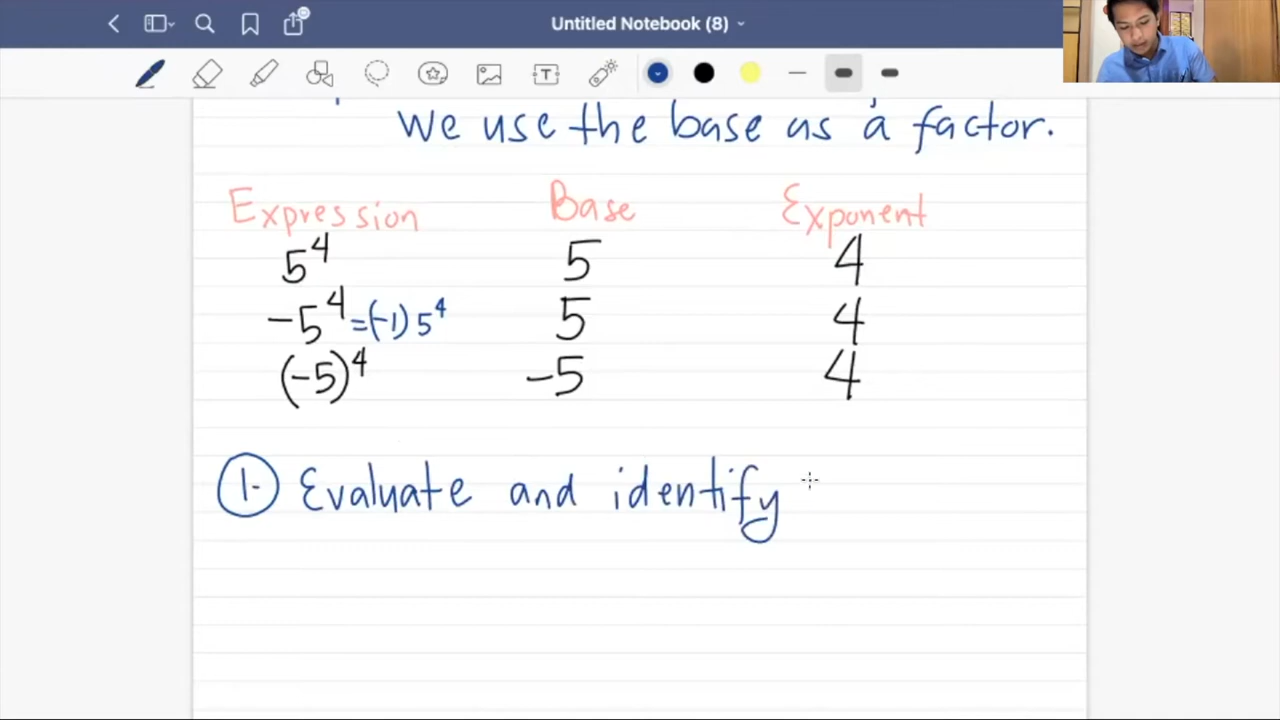 Untitled Notebook (8)
we use the base as a factor.
Expression Base Exponent
5⁴ 5 4
-5⁴ = (-1) 5⁴ 5 4
(-5)⁴ -5 4
1. Evaluate and identify